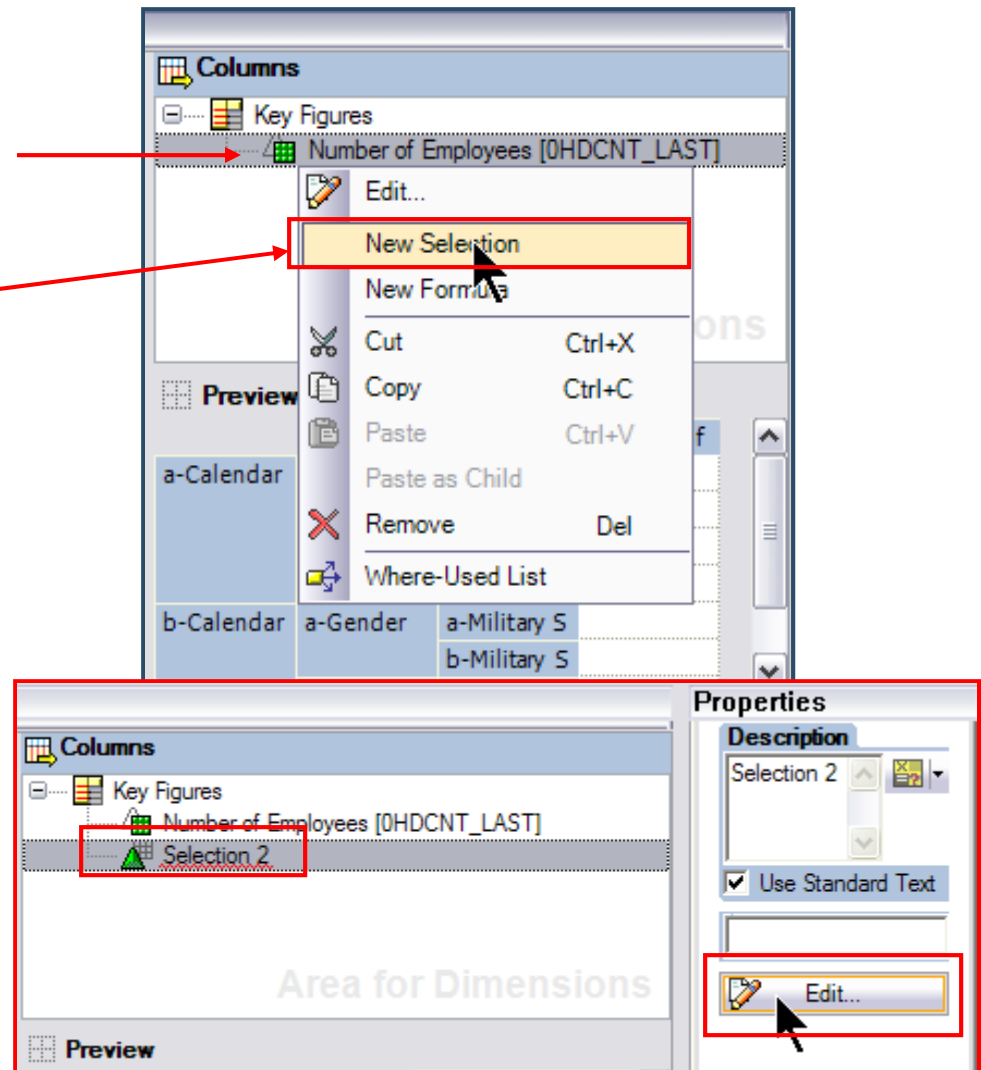 Columns
Key Figures
Number of Employees [0HDCNT_LAST]
Edit...
New Selection
New Formula
ons
Cut Ctrl+X
Copy Ctrl+C
Preview
Paste Ctrl+V
f
a-Calendar
Paste as Child
Remove Del
Where-Used List
b-Calendar a-Gender a-Military S
b-Military S
Properties
Columns
Description
Key Figures
Selection 2
Number of Employees [0HDCNT_LAST]
Selection 2
Use Standard Text
Area for Dimensions
Edit...
Preview